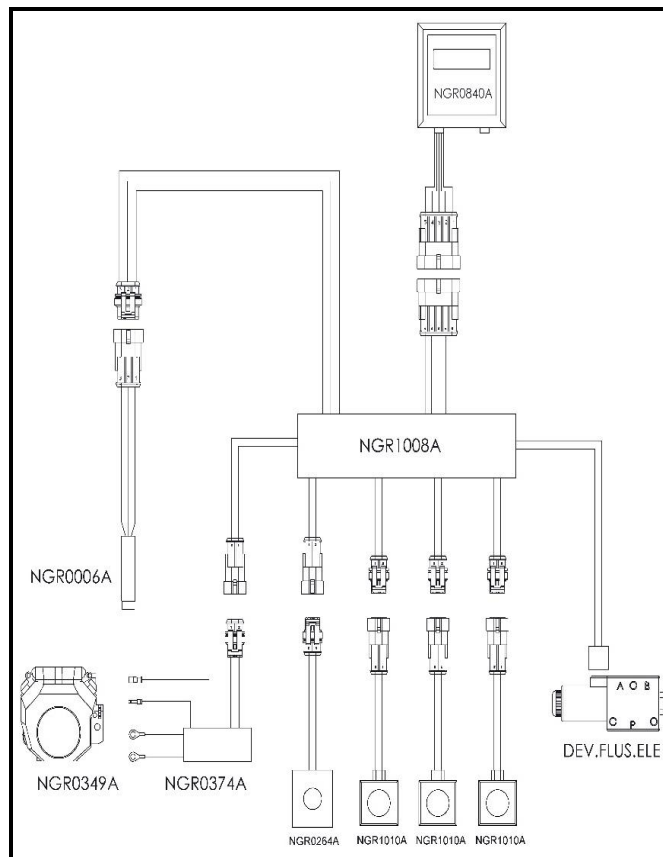 NGR0840A
NGR1008A
NGR0006A
A O B
C P O
DEV.FLUS.ELE
NGR0349A
NGR0374A
NGR0264A
NGR1010A
NGR1010A
NGR1010A